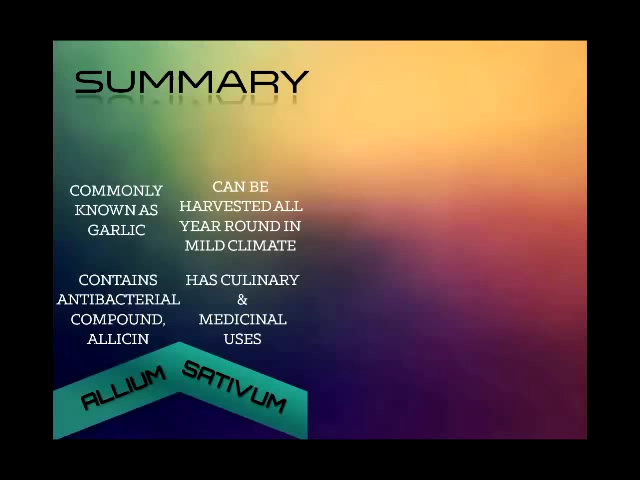 SUMMARY
COMMONLY
KNOWN AS
GARLIC
CAN BE
HARVESTED ALL
YEAR ROUND IN
MILD CLIMATE
CONTAINS
ANTIBACTERIAL
COMPOUND,
ALLICIN
HAS CULINARY
&
MEDICINAL
USES
ALLIUM SATIVUM